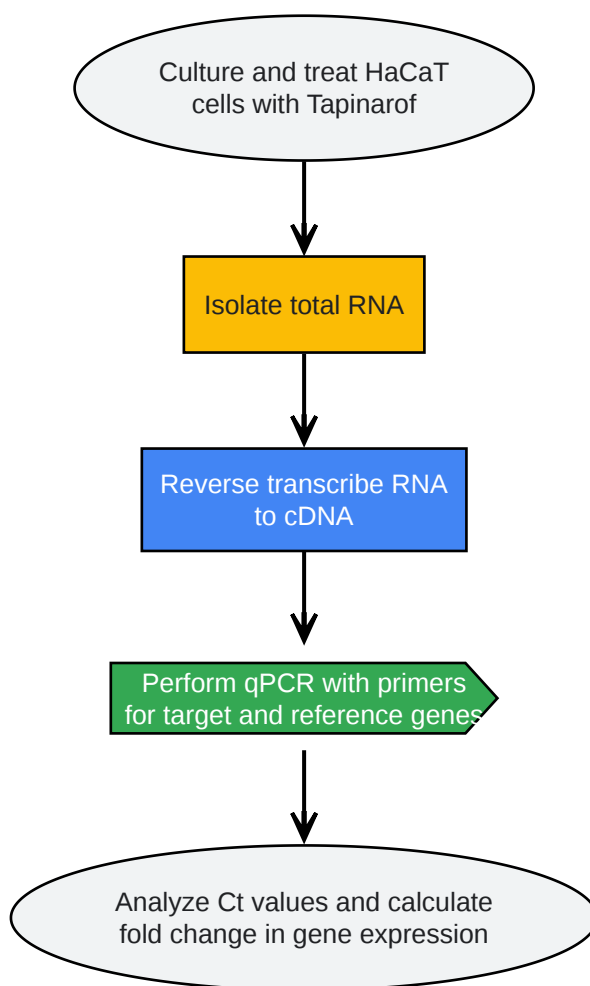 Culture and treat HaCaT
cells with Tapinarof
Isolate total RNA
Reverse transcribe RNA
to cDNA
Perform qPCR with primers
for target and reference genes
Analyze Ct values and calculate
fold change in gene expression